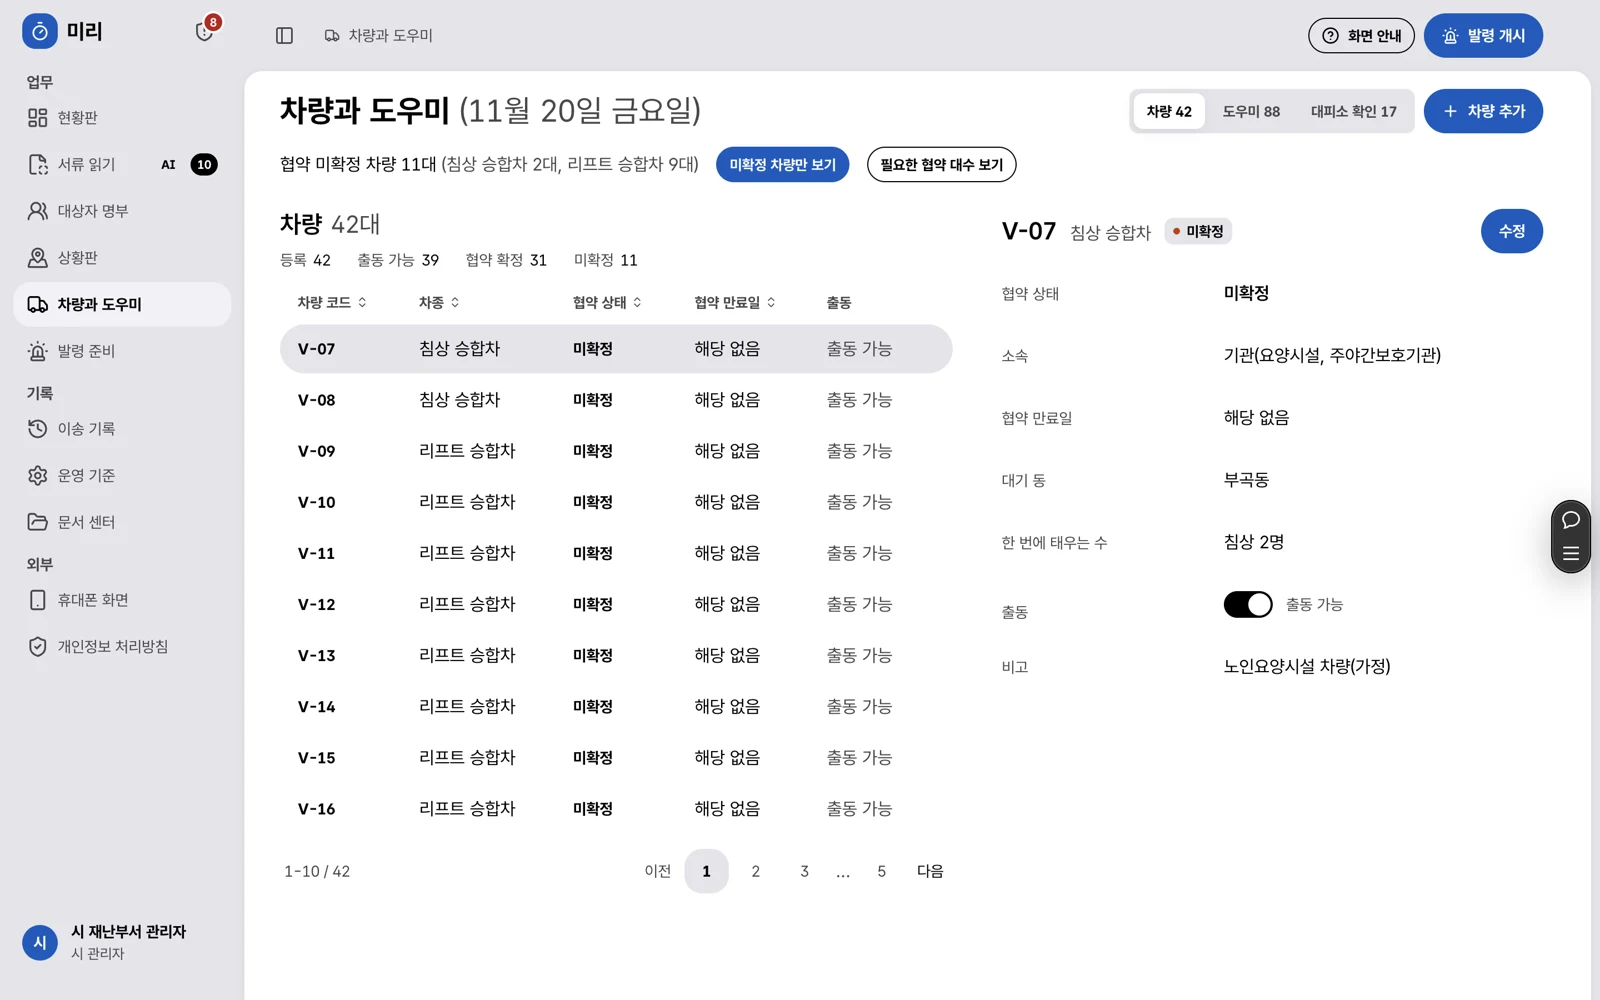 미리
8
업무
현황판
서류 읽기 AI 10
대상자 명부
상황판
차량과 도우미
발령 준비
기록
이송 기록
운영 기준
문서 센터
외부
휴대폰 화면
개인정보 처리방침
시
시 재난부서 관리자
시 관리자
차량과 도우미
화면 안내
발령 개시
차량과 도우미 (11월 20일 금요일)
차량 42 도우미 88 대피소 확인 17
차량 추가
협약 미확정 차량 11대 (침상 승합차 2대, 리프트 승합차 9대) 미확정 차량만 보기 필요한 협약 대수 보기
차량 42대
등록 42 출동 가능 39 협약 확정 31 미확정 11
차량 코드 차종 협약 상태 협약 만료일 출동
V-07 침상 승합차 미확정 해당 없음 출동 가능
V-08 침상 승합차 미확정 해당 없음 출동 가능
V-09 리프트 승합차 미확정 해당 없음 출동 가능
V-10 리프트 승합차 미확정 해당 없음 출동 가능
V-11 리프트 승합차 미확정 해당 없음 출동 가능
V-12 리프트 승합차 미확정 해당 없음 출동 가능
V-13 리프트 승합차 미확정 해당 없음 출동 가능
V-14 리프트 승합차 미확정 해당 없음 출동 가능
V-15 리프트 승합차 미확정 해당 없음 출동 가능
V-16 리프트 승합차 미확정 해당 없음 출동 가능
1-10 / 42 이전 1 2 3 ... 5 다음
V-07 침상 승합차 미확정 수정
협약 상태 미확정
소속 기관(요양시설, 주야간보호기관)
협약 만료일 해당 없음
대기 동 부곡동
한 번에 태우는 수 침상 2명
출동 출동 가능
비고 노인요양시설 차량(가정)